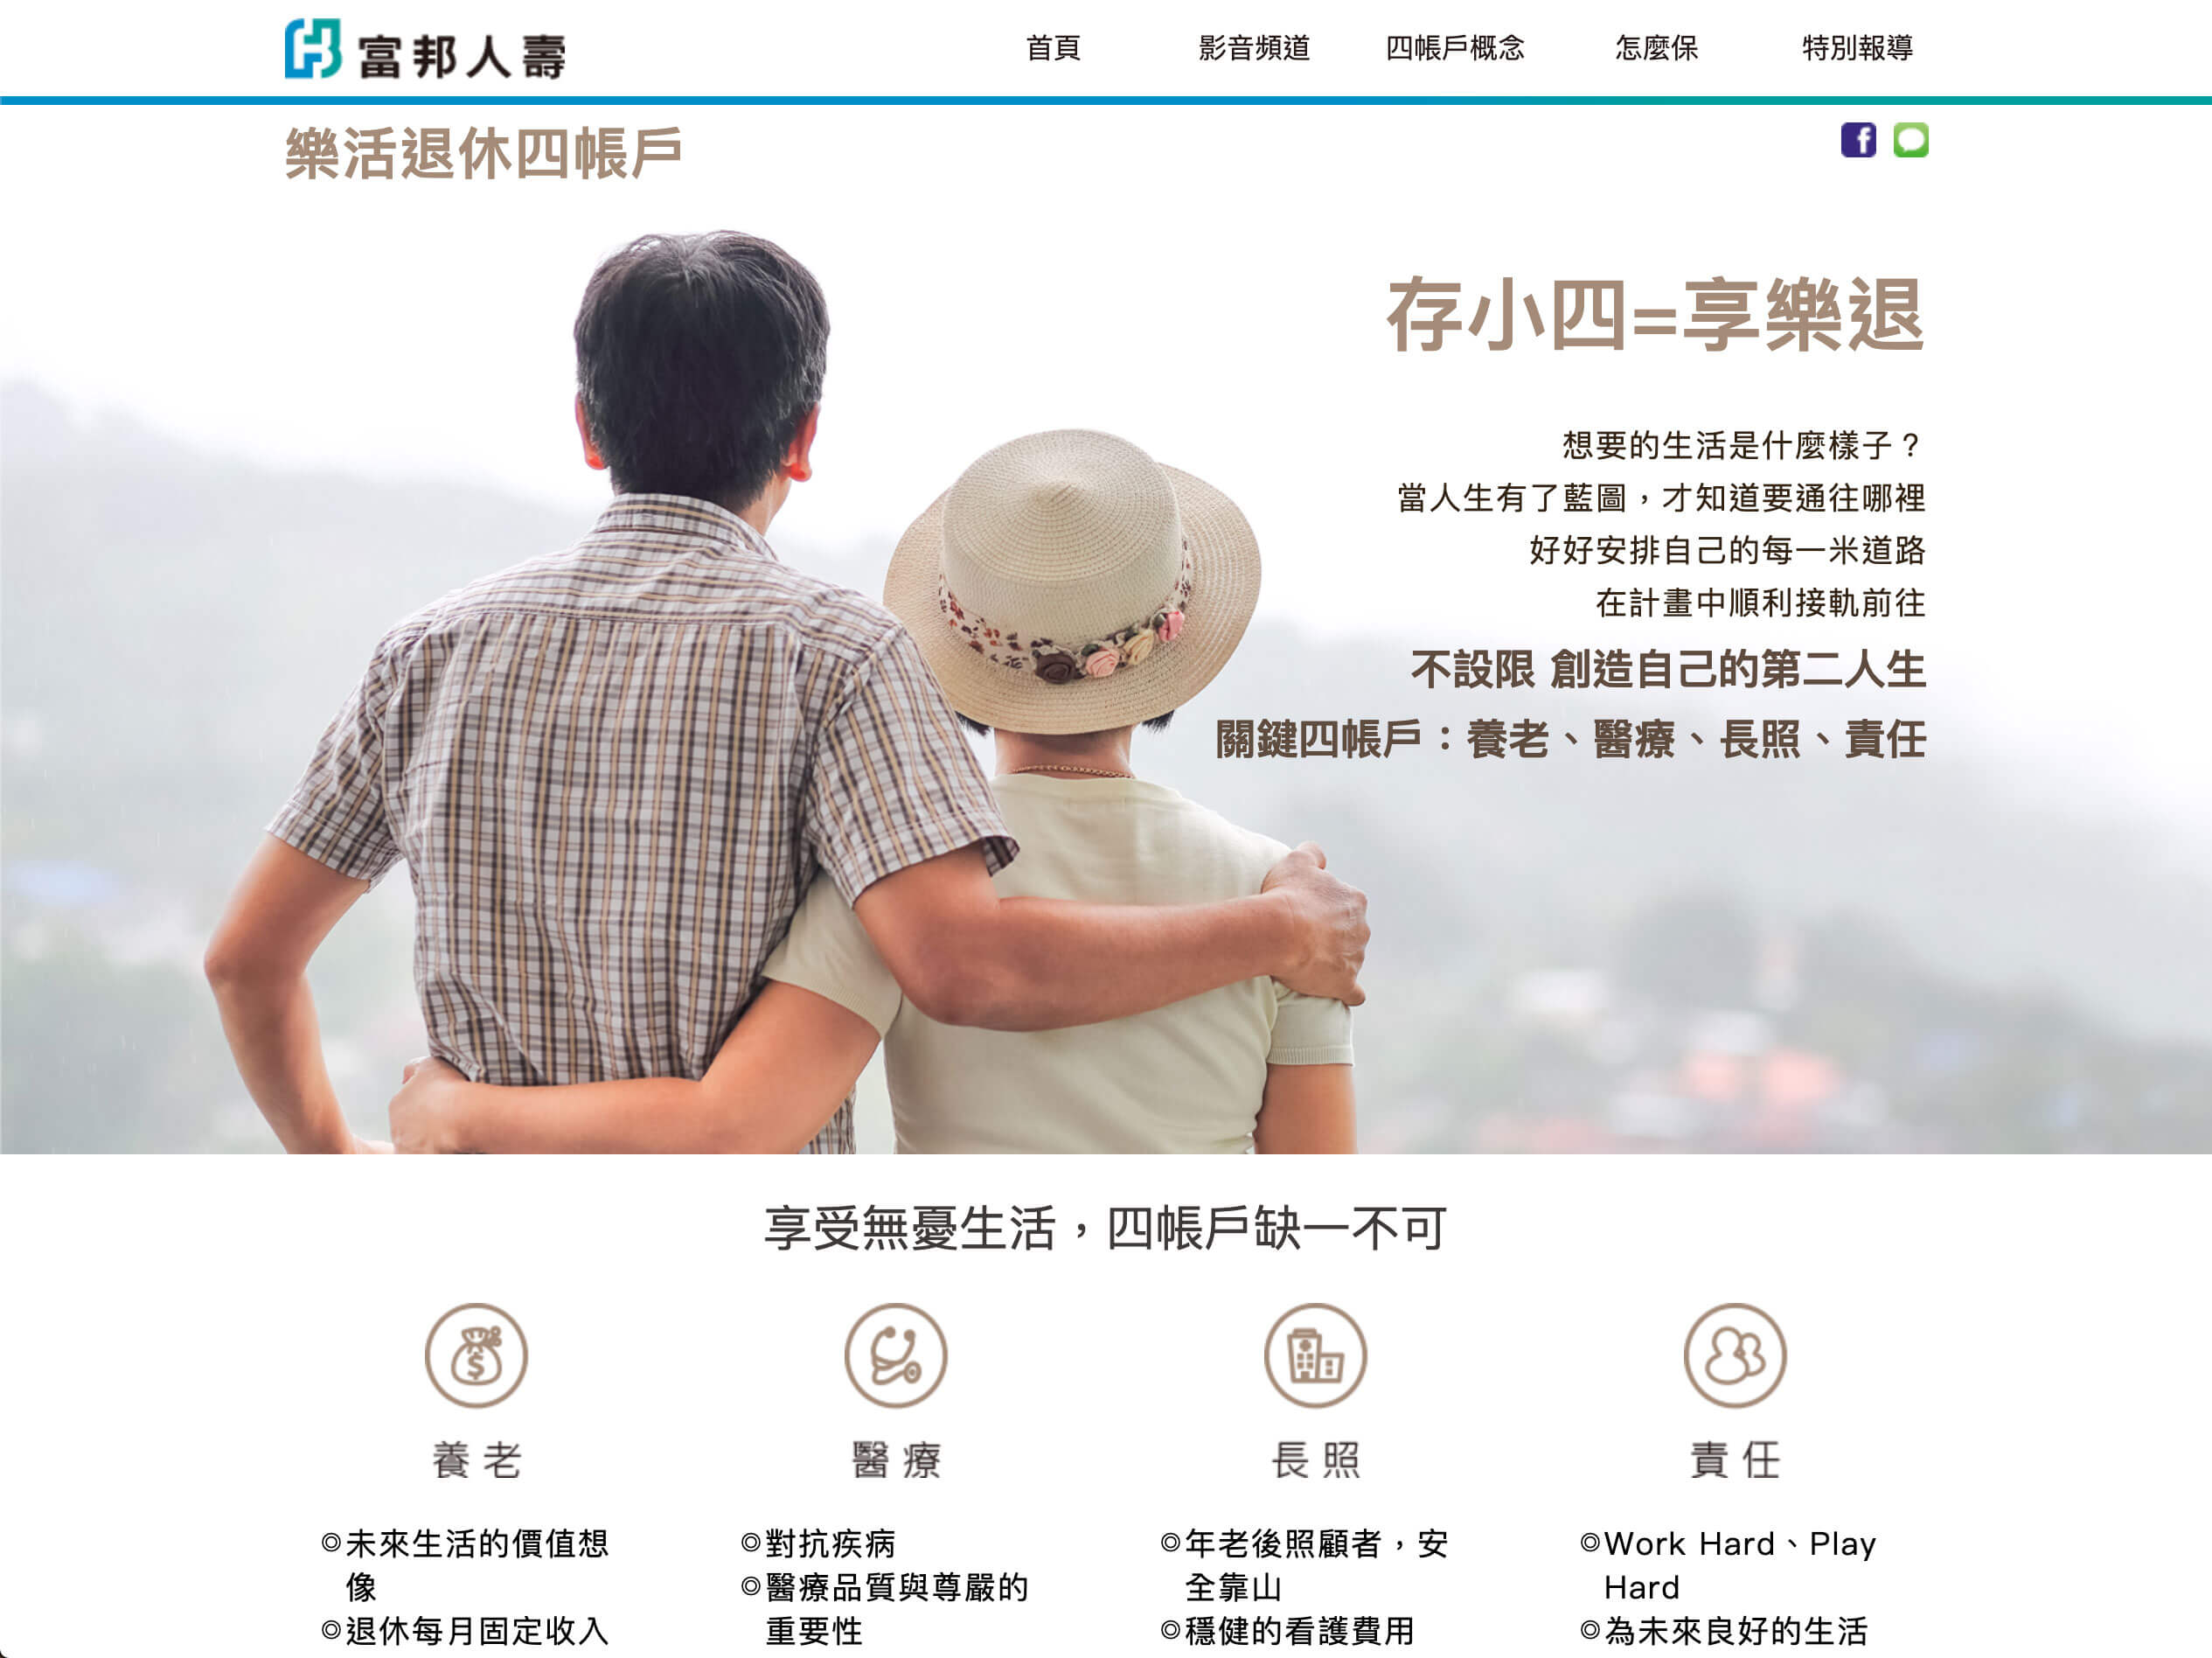 富邦人壽
首頁 影音頻道 四帳戶概念 怎麼保 特別報導
樂活退休四帳戶
存小四=享樂退
想要的生活是什麼樣子？
當人生有了藍圖，才知道要通往哪裡
好好安排自己的每一米道路
在計畫中順利接軌前往
不設限 創造自己的第二人生
關鍵四帳戶：養老、醫療、長照、責任
享受無憂生活，四帳戶缺一不可
養老
◎未來生活的價值想
像
◎退休每月固定收入
醫療
◎對抗疾病
◎醫療品質與尊嚴的
重要性
長照
◎年老後照顧者，安
全靠山
◎穩健的看護費用
責任
◎Work Hard、Play
Hard
◎為未來良好的生活